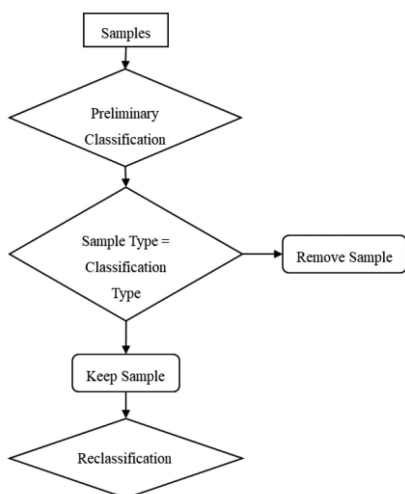 Samples
Preliminary
Classification
Sample Type =
Classification
Type
Remove Sample
Keep Sample
Reclassification